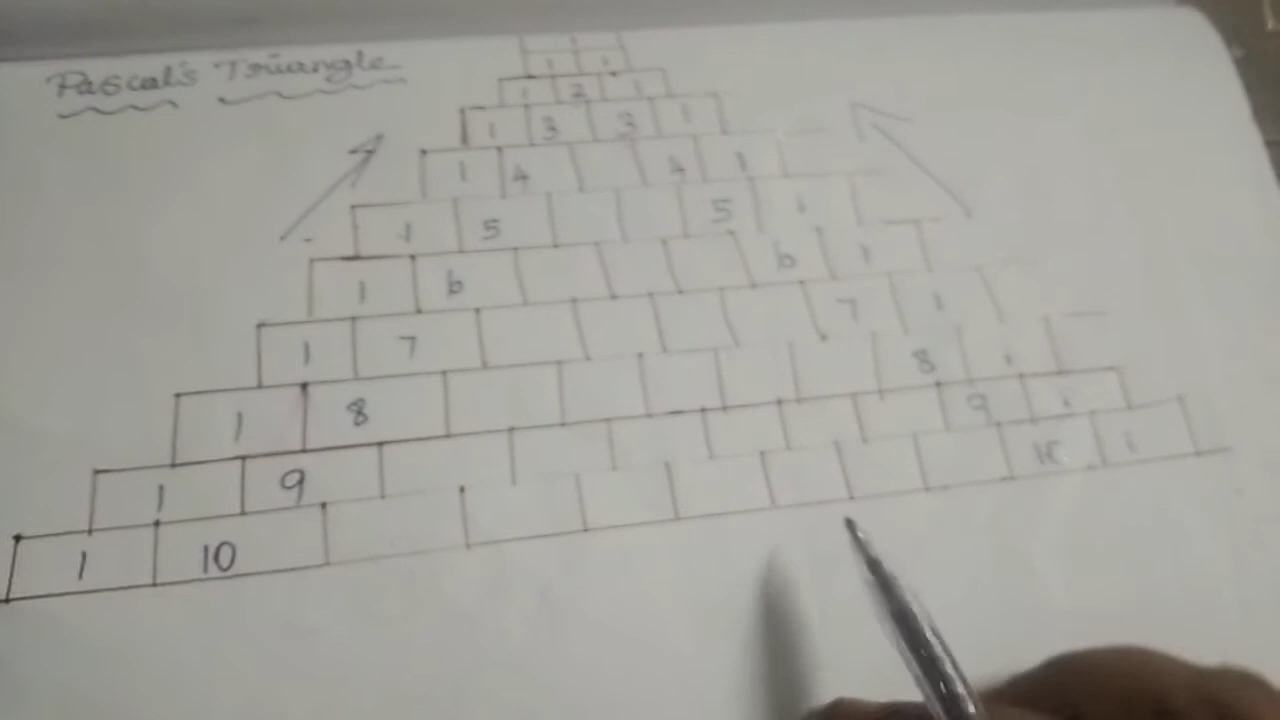 Pascal's Triangle
1
1 1
1 2 1
1 3 3 1
1 4 4 1
1 5 5 1
1 6 6 1
1 7 7 1
1 8 8 1
1 9 9 1
1 10 10 1